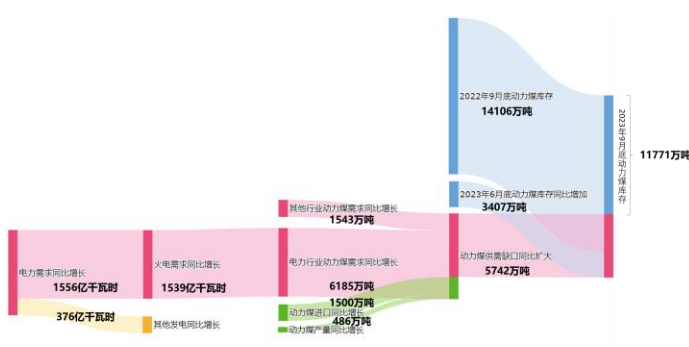 2022年9月底动力煤库存
14106万吨
2023年9月底动力煤库存
11771万吨
2023年6月底动力煤库存同比增加
3407万吨
其他行业动力煤需求同比增长
1543万吨
动力煤供需缺口同比扩大
5742万吨
电力需求同比增长
1556亿千瓦时
火电需求同比增长
1539亿千瓦时
电力行业动力煤需求同比增长
6185万吨
1500万吨
动力煤进口同比增长
486万吨
动力煤产量同比增长
376亿千瓦时
其他发电同比增长